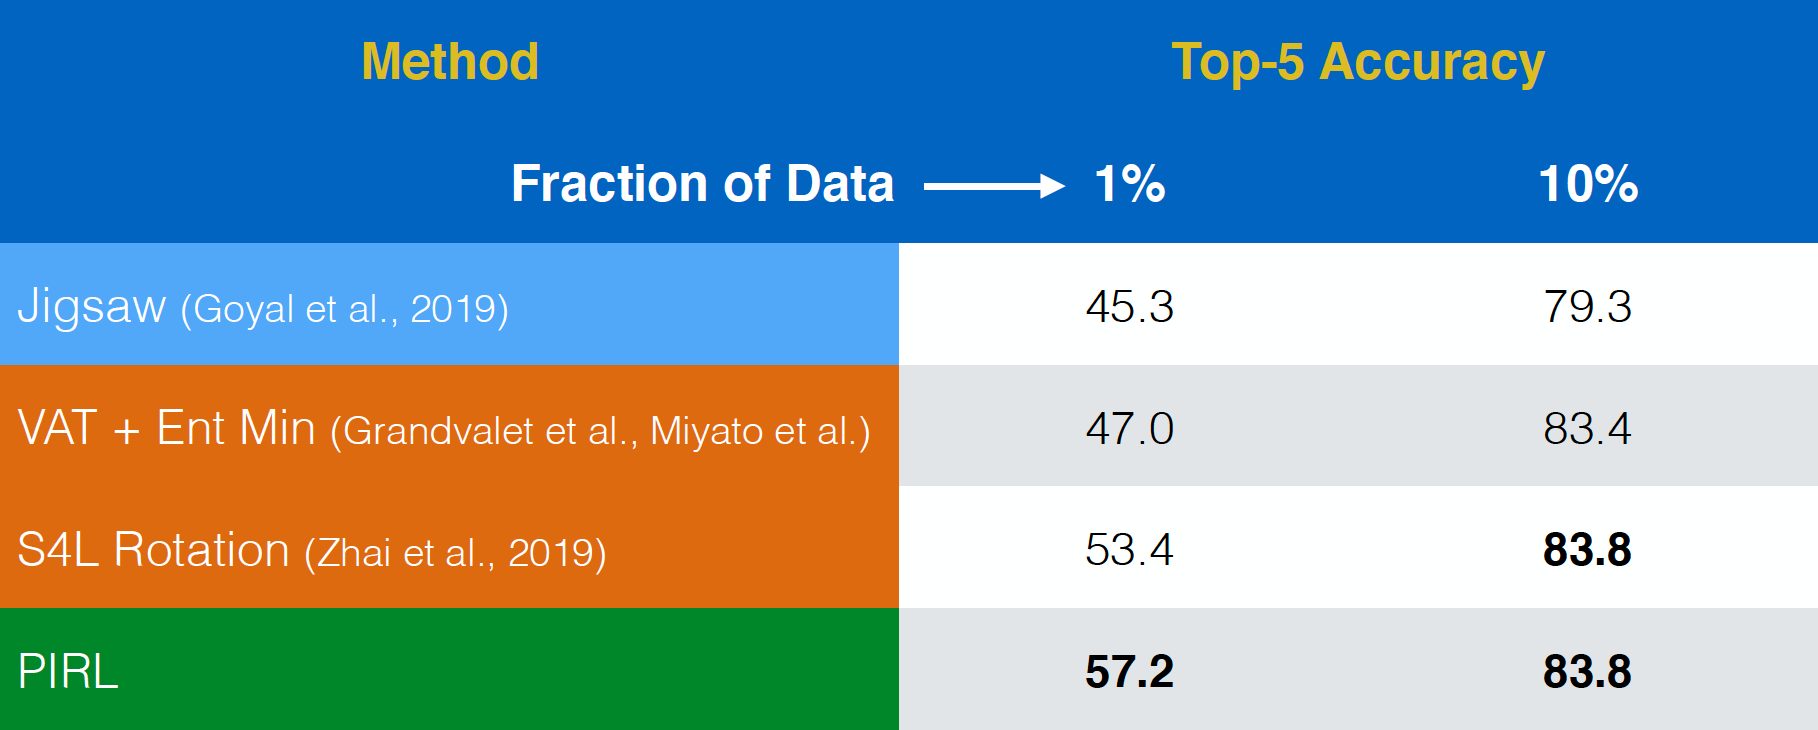 Method Top-5 Accuracy
Fraction of Data 1% 10%
Jigsaw (Goyal et al., 2019) 45.3 79.3
VAT + Ent Min (Grandvalet et al., Miyato et al.) 47.0 83.4
S4L Rotation (Zhai et al., 2019) 53.4 83.8
PIRL 57.2 83.8